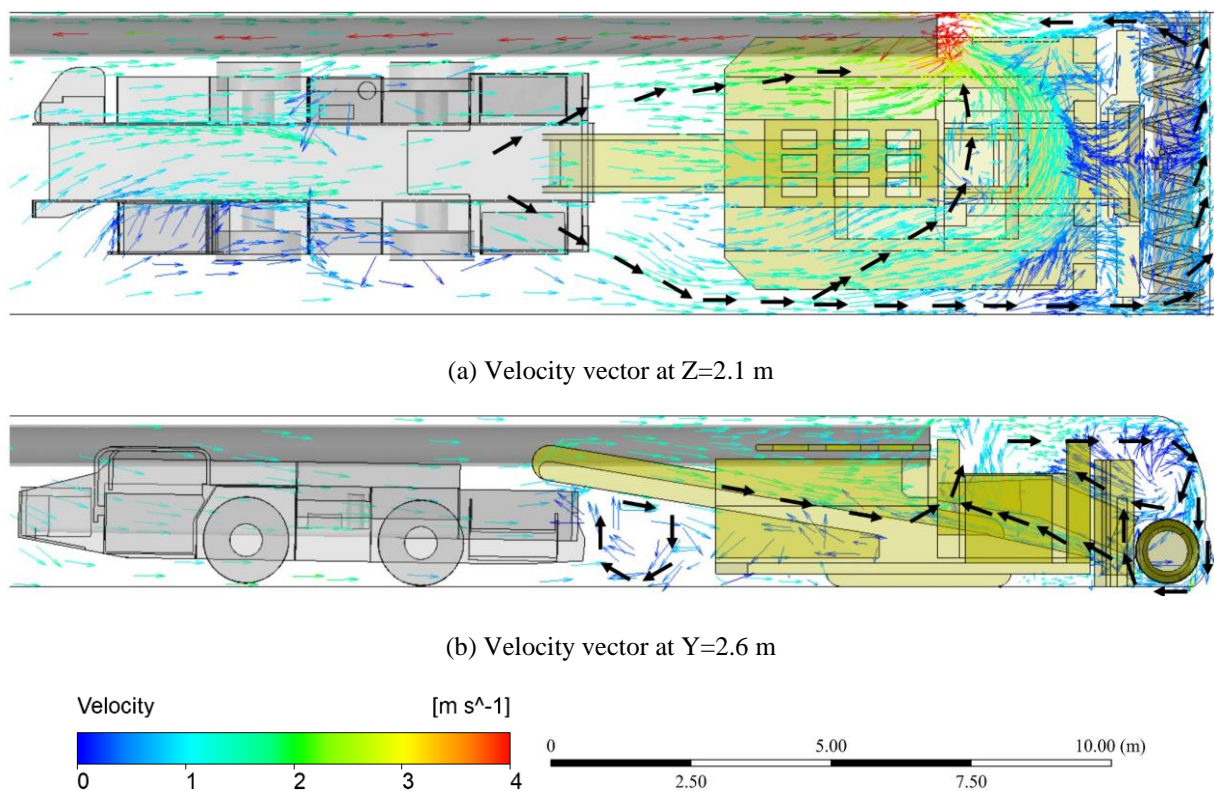 (a) Velocity vector at Z=2.1 m
(b) Velocity vector at Y=2.6 m
Velocity [m s^-1]
0 1 2 3 4
0 5.00 10.00 (m)
2.50 7.50